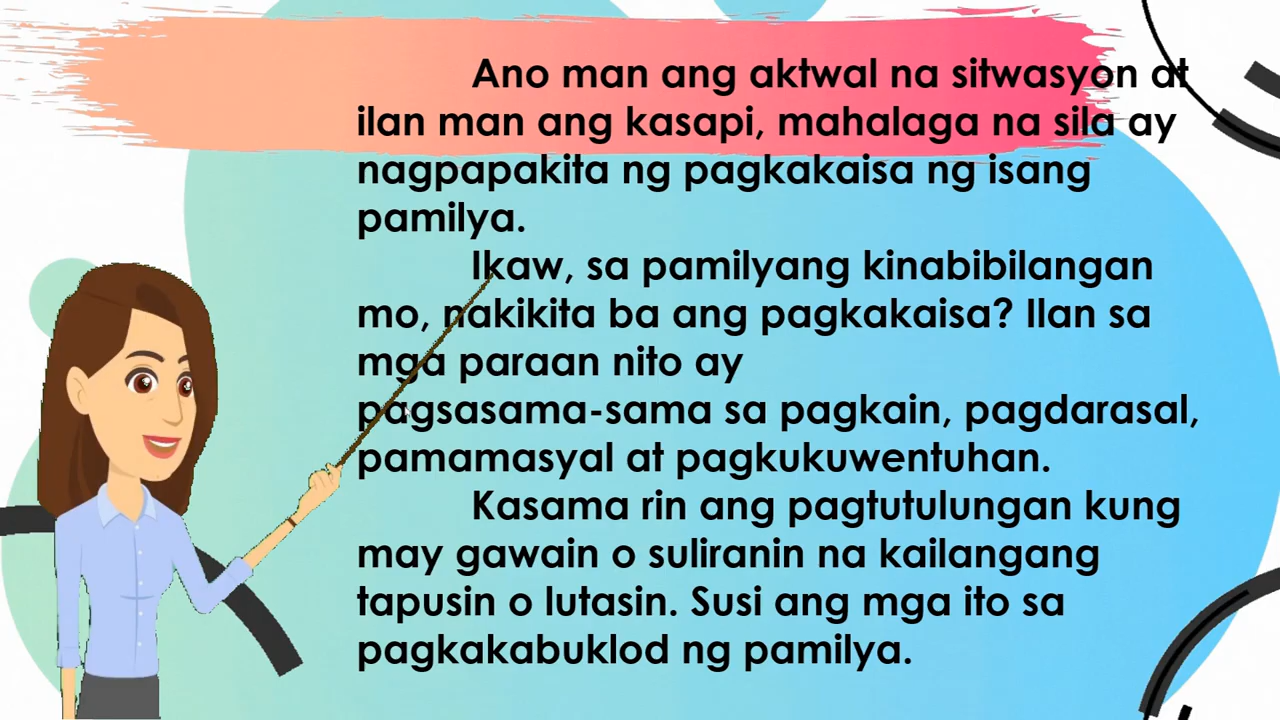 Ano man ang aktwal na sitwasyon at
ilan man ang kasapi, mahalaga na sila ay
nagpapakita ng pagkakaisa ng isang
pamilya.
Ikaw, sa pamilyang kinabibilangan
mo, nakikita ba ang pagkakaisa? Ilan sa
mga paraan nito ay
pagsasama-sama sa pagkain, pagdarasal,
pamamasyal at pagkukuwentuhan.
Kasama rin ang pagtutulungan kung
may gawain o suliranin na kailangang
tapusin o lutasin. Susi ang mga ito sa
pagkakabuklod ng pamilya.